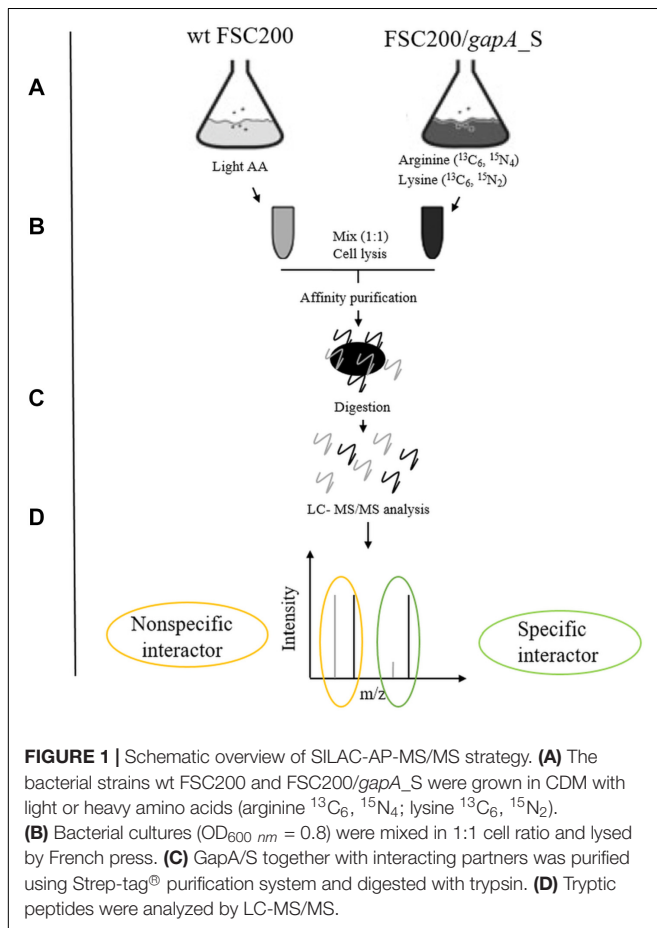 wt FSC200
FSC200/gapA_S
A
Light AA
Arginine (¹³C₆, ¹⁵N₄)
Lysine (¹³C₆, ¹⁵N₂)
B
Mix (1:1)
Cell lysis
Affinity purification
C
Digestion
D
LC- MS/MS analysis
Intensity
m/z
Nonspecific
interactor
Specific
interactor
FIGURE 1 | Schematic overview of SILAC-AP-MS/MS strategy. (A) The
bacterial strains wt FSC200 and FSC200/gapA_S were grown in CDM with
light or heavy amino acids (arginine ¹³C₆, ¹⁵N₄; lysine ¹³C₆, ¹⁵N₂).
(B) Bacterial cultures (OD₆₀₀ ₙₘ = 0.8) were mixed in 1:1 cell ratio and lysed
by French press. (C) GapA/S together with interacting partners was purified
using Strep-tag® purification system and digested with trypsin. (D) Tryptic
peptides were analyzed by LC-MS/MS.